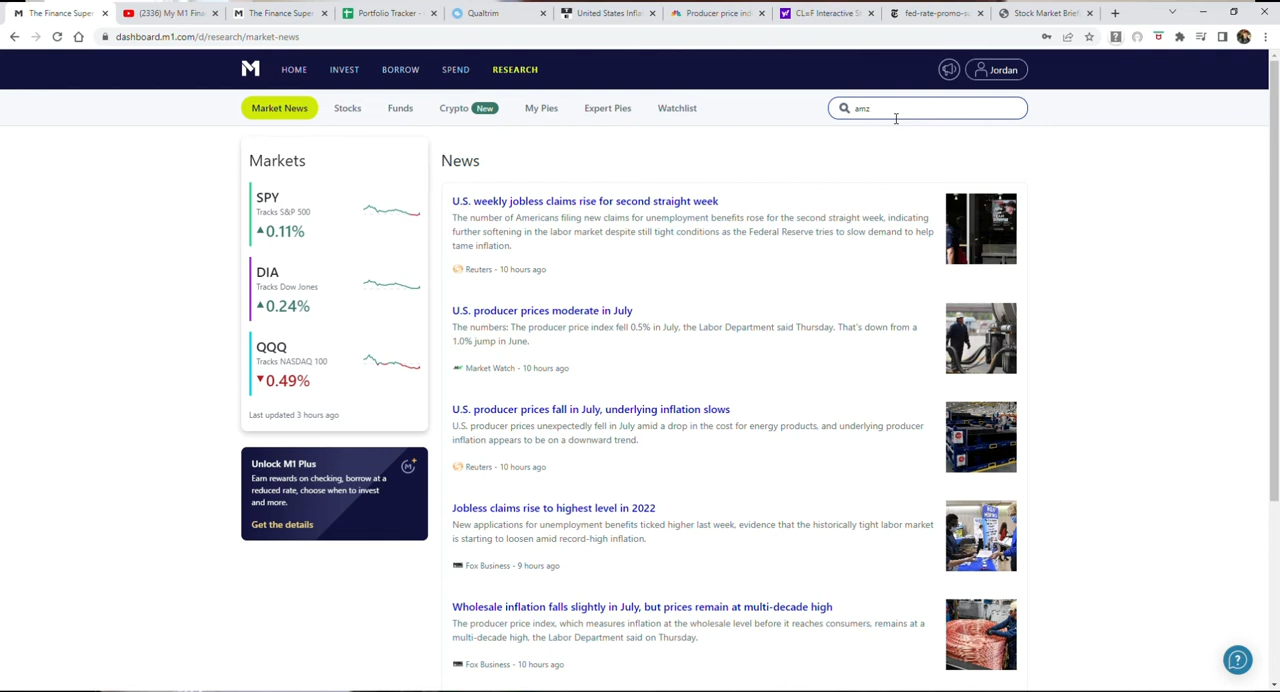 The Finance Super
(2336) My M1 Fina
The Finance Super
Portfolio Tracker -
Qualtrim
United States Infla
Producer price ind
CL=F Interactive St
fed-rate-promo-su
Stock Market Brief
dashboard.m1.com/d/research/market-news
M
HOME
INVEST
BORROW
SPEND
RESEARCH
Jordan
Market News
Stocks
Funds
Crypto New
My Pies
Expert Pies
Watchlist
amz
Markets
SPY
Tracks S&P 500
0.11%
DIA
Tracks Dow Jones
0.24%
QQQ
Tracks NASDAQ 100
0.49%
Last updated 3 hours ago
Unlock M1 Plus
Earn rewards on checking, borrow at a
reduced rate, choose when to invest
and more.
Get the details
News
U.S. weekly jobless claims rise for second straight week
The number of Americans filing new claims for unemployment benefits rose for the second straight week, indicating
further softening in the labor market despite still tight conditions as the Federal Reserve tries to slow demand to help
tame inflation.
Reuters - 10 hours ago
U.S. producer prices moderate in July
The numbers: The producer price index fell 0.5% in July, the Labor Department said Thursday. That's down from a
1.0% jump in June.
Market Watch - 10 hours ago
U.S. producer prices fall in July, underlying inflation slows
U.S. producer prices unexpectedly fell in July amid a drop in the cost for energy products, and underlying producer
inflation appears to be on a downward trend.
Reuters - 10 hours ago
Jobless claims rise to highest level in 2022
New applications for unemployment benefits ticked higher last week, evidence that the historically tight labor market
is starting to loosen amid record-high inflation.
Fox Business - 9 hours ago
Wholesale inflation falls slightly in July, but prices remain at multi-decade high
The producer price index, which measures inflation at the wholesale level before it reaches consumers, remains at a
multi-decade high, the Labor Department said on Thursday.
Fox Business - 10 hours ago